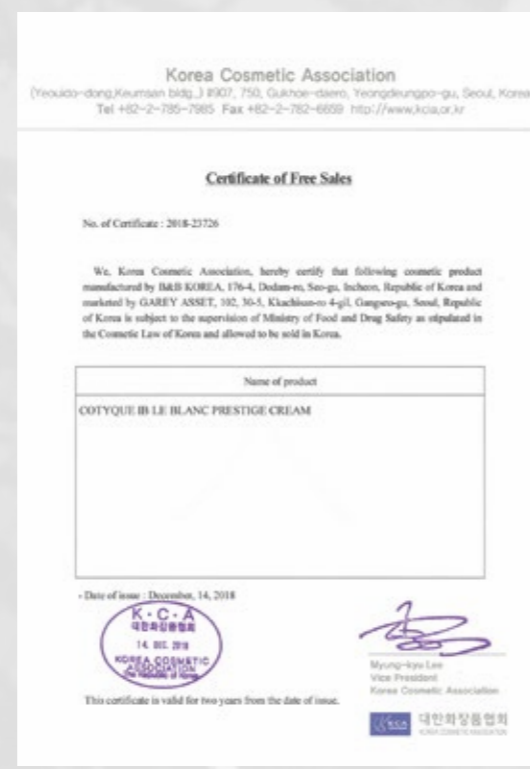 Korea Cosmetic Association
(Yeouido-dong,Keumsan bldg.,) #907, 750, Gukhoe-daero, Yeongdeungpo-gu, Seoul, Korea
Tel +82-2-785-7985 Fax +82-2-782-6659 http://www.kcia.or.kr
Certificate of Free Sales
No. of Certificate : 2018-23726
We, Korea Cosmetic Association, hereby certify that following cosmetic product
manufactured by B&B KOREA, 176-4, Dodam-ro, Seo-gu, Incheon, Republic of Korea and
marketed by GAREY ASSET, 102, 30-5, Kkachisan-ro 4-gil, Gangseo-gu, Seoul, Republic
of Korea is subject to the supervision of Ministry of Food and Drug Safety as stipulated in
the Cosmetic Law of Korea and allowed to be sold in Korea.
Name of product
COTYQUE IB LE BLANC PRESTIGE CREAM
- Date of issue : December, 14, 2018
K·C·A
대한화장품협회
14. DEC. 2018
KOREA COSMETIC
ASSOCIATION
the Republic of Korea
Myung-kyu Lee
Vice President
Korea Cosmetic Association
This certificate is valid for two years from the date of issue.
대한화장품협회
KOREA COSMETIC ASSOCIATION